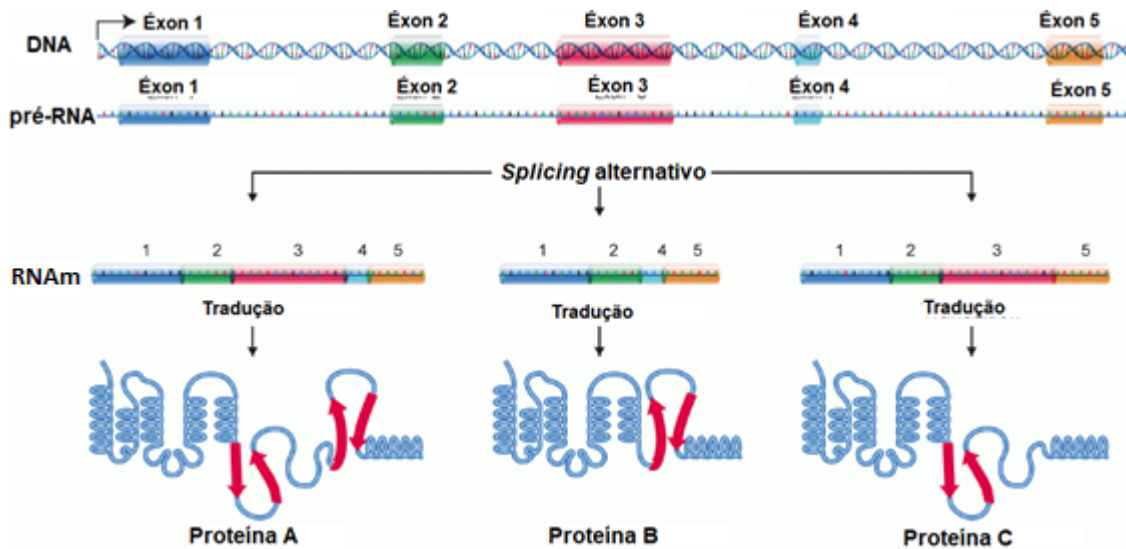 Éxon 1 Éxon 2 Éxon 3 Éxon 4 Éxon 5
DNA
Éxon 1 Éxon 2 Éxon 3 Éxon 4 Éxon 5
pré-RNA
Splicing alternativo
1 2 3 4 5 1 2 4 5 1 2 3 5
RNAm
Tradução Tradução Tradução
Proteína A Proteína B Proteína C